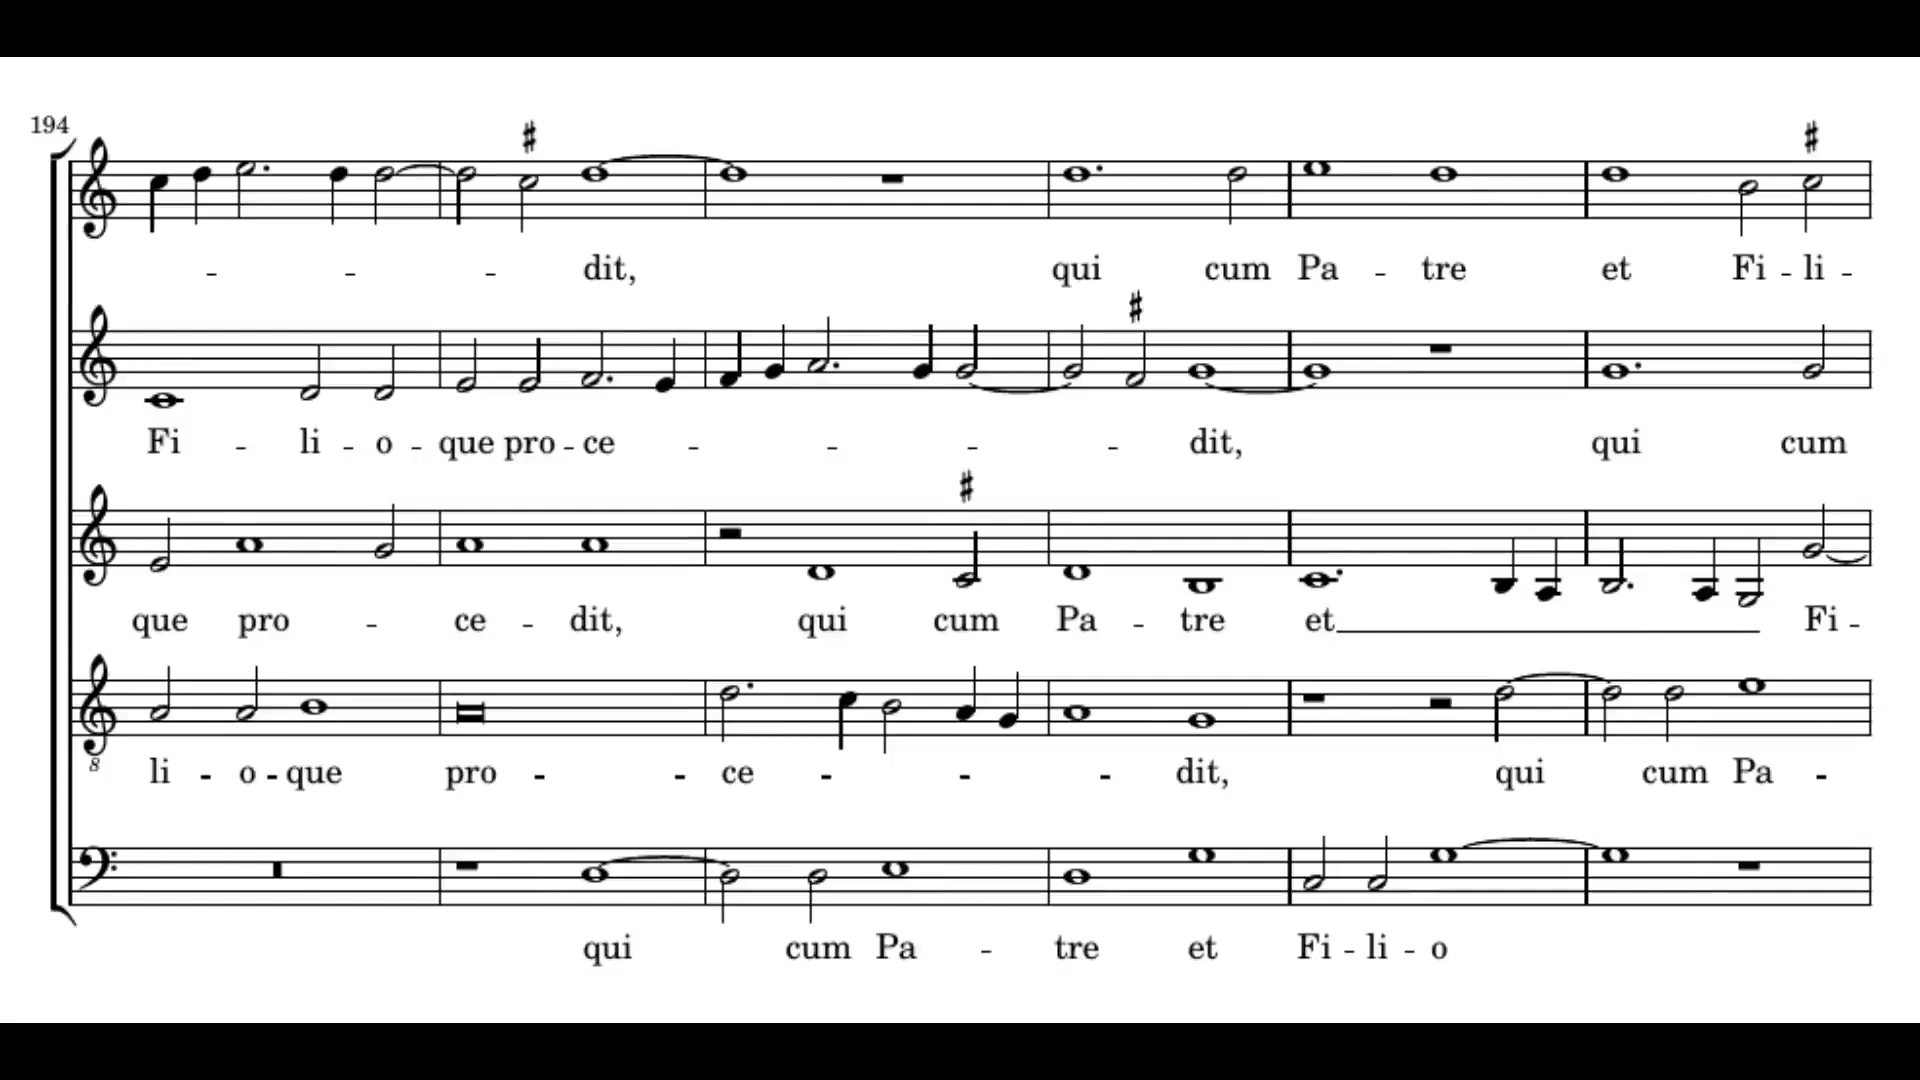 194
- - - dit, qui cum Pa - tre et Fi - li -
Fi - li - o - que pro - ce - - - - dit, qui cum
que pro - ce - dit, qui cum Pa - tre et Fi -
8
li - o - que pro - - ce - - - dit, qui cum Pa -
qui cum Pa - tre et Fi - li - o